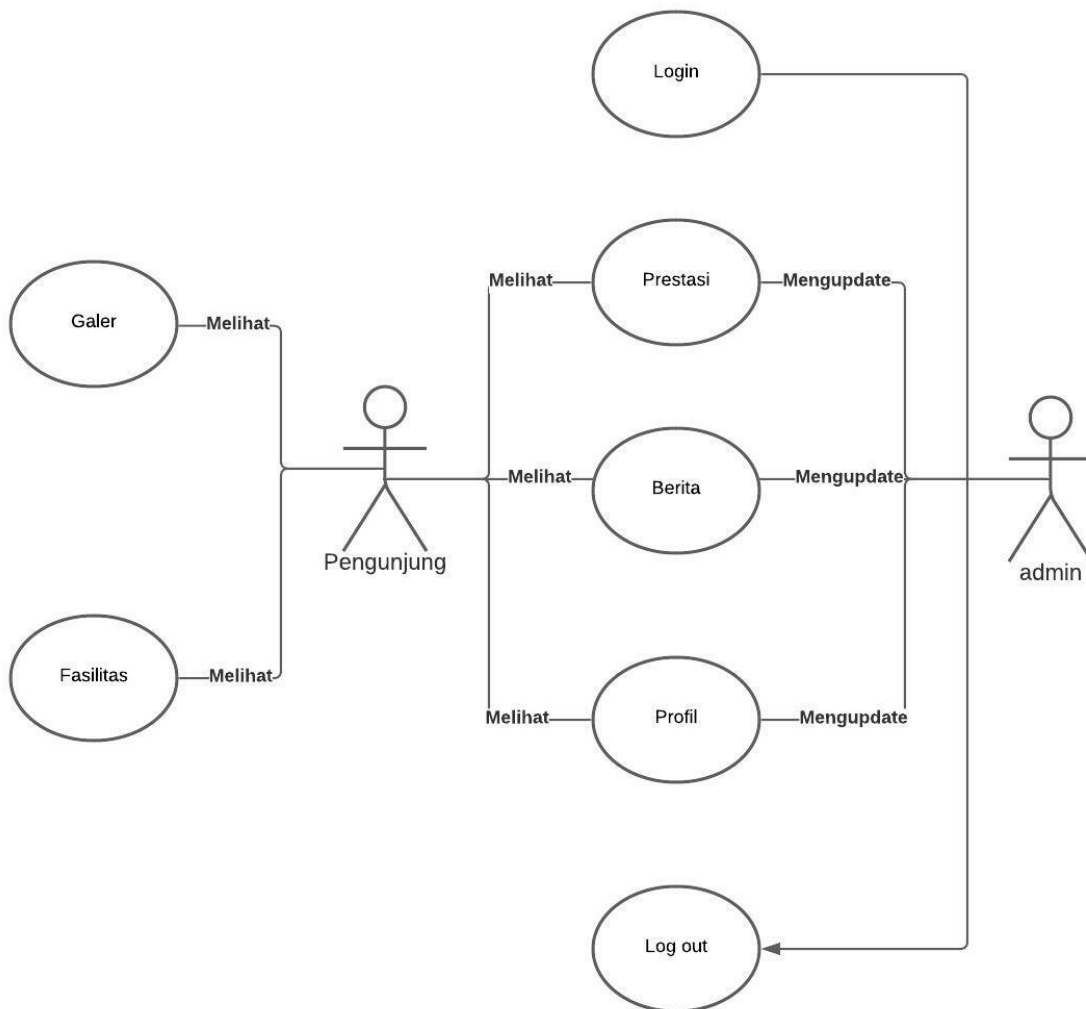 Login
Melihat
Prestasi
Mengupdate
Galer
Melihat
Melihat
Berita
Mengupdate
Pengunjung
admin
Fasilitas
Melihat
Melihat
Profil
Mengupdate
Log out